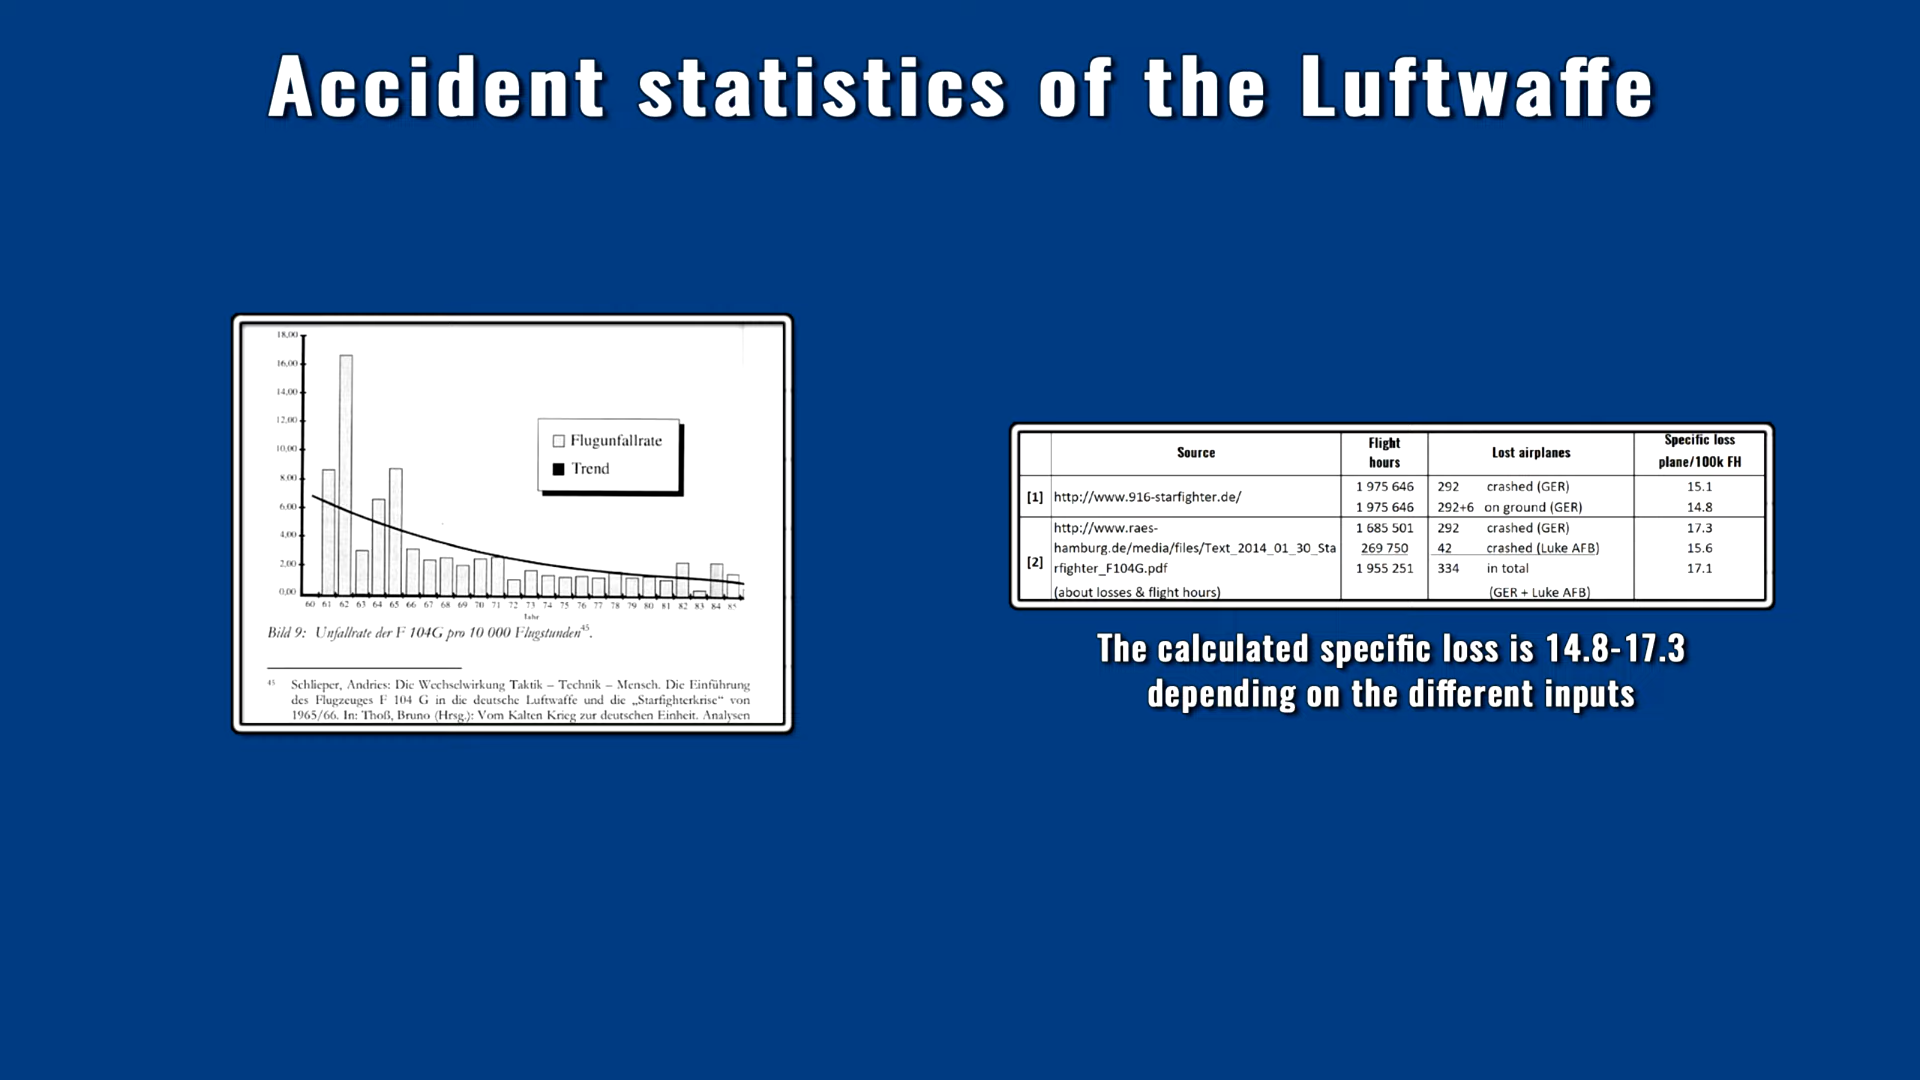 Accident statistics of the Luftwaffe
18,00
16,00
14,00
12,00
10,00
8,00
6,00
4,00
2,00
0,00
60 61 62 63 64 65 66 67 68 69 70 71 72 73 74 75 76 77 78 79 80 81 82 83 84 85
Jahr
Flugunfallrate
Trend
Bild 9: Unfallrate der F 104G pro 10 000 Flugstunden45.
45 Schlieper, Andries: Die Wechselwirkung Taktik – Technik – Mensch. Die Einführung
des Flugzeuges F 104 G in die deutsche Luftwaffe und die „Starfighterkrise“ von
1965/66. In: Thoß, Bruno (Hrsg.): Vom Kalten Krieg zur deutschen Einheit. Analysen
Source Flight hours Lost airplanes Specific loss plane/100k FH
[1] http://www.916-starfighter.de/
1 975 646 292 crashed (GER) 15.1
1 975 646 292+6 on ground (GER) 14.8
[2] http://www.raes-
hamburg.de/media/files/Text_2014_01_30_Sta
rfighter_F104G.pdf
(about losses & flight hours)
1 685 501 292 crashed (GER) 17.3
269 750 42 crashed (Luke AFB) 15.6
1 955 251 334 in total 17.1
(GER + Luke AFB)
The calculated specific loss is 14.8-17.3
depending on the different inputs